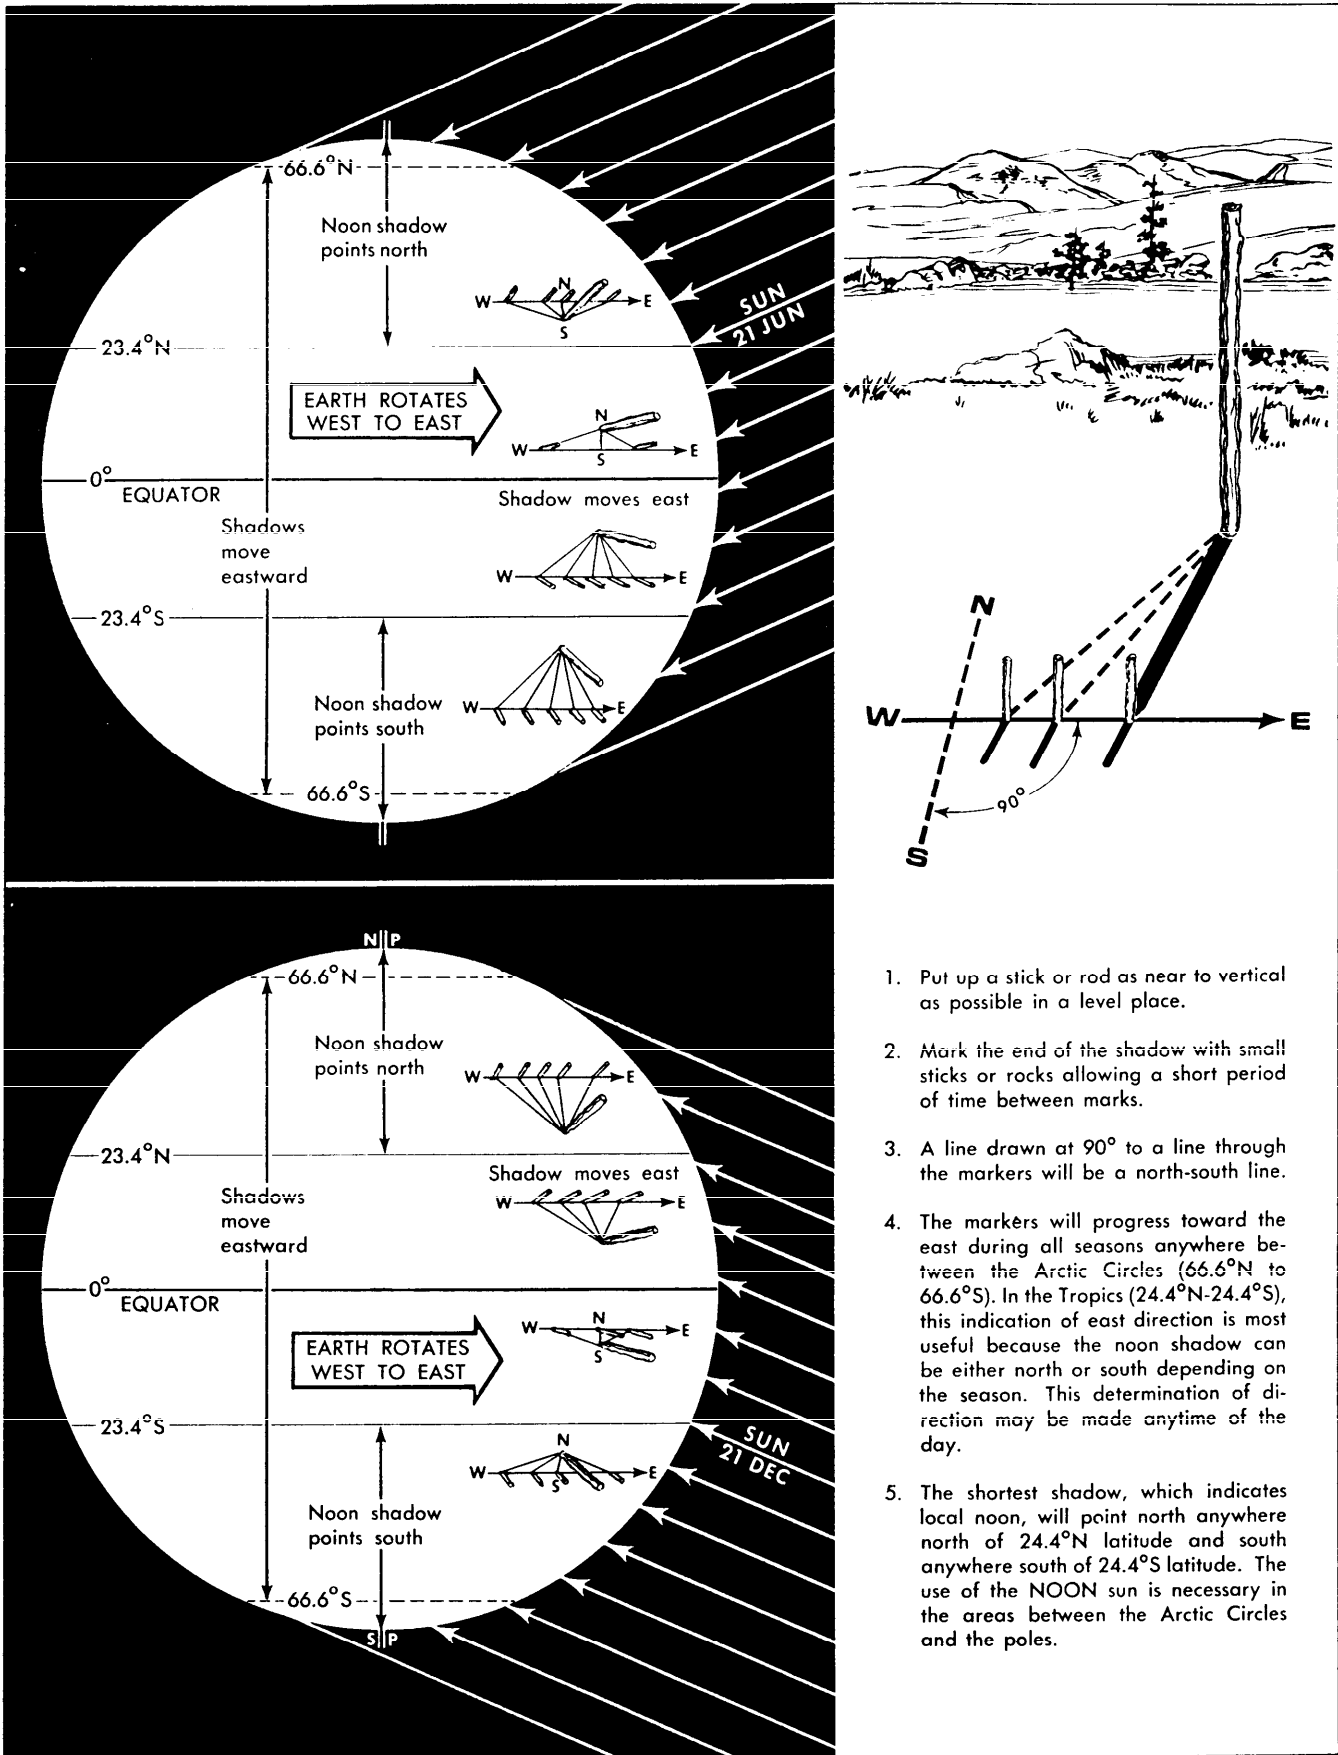 66.6°N
Noon shadow
points north
N
W
E
S
SUN
21 JUN
23.4°N
EARTH ROTATES
WEST TO EAST
N
W
E
S
0°
EQUATOR
Shadow moves east
Shadows
move
eastward
W
E
23.4°S
Noon shadow
points south
W
E
66.6°S
N
W
E
90°
S
N P
66.6°N
Noon shadow
points north
W
E
23.4°N
Shadow moves east
W
E
Shadows
move
eastward
0°
EQUATOR
N
W
E
S
EARTH ROTATES
WEST TO EAST
23.4°S
SUN
21 DEC
N
W
E
S
Noon shadow
points south
66.6°S
S P
1. Put up a stick or rod as near to vertical
as possible in a level place.
2. Mark the end of the shadow with small
sticks or rocks allowing a short period
of time between marks.
3. A line drawn at 90° to a line through
the markers will be a north-south line.
4. The markers will progress toward the
east during all seasons anywhere be-
tween the Arctic Circles (66.6°N to
66.6°S). In the Tropics (24.4°N-24.4°S),
this indication of east direction is most
useful because the noon shadow can
be either north or south depending on
the season. This determination of di-
rection may be made anytime of the
day.
5. The shortest shadow, which indicates
local noon, will point north anywhere
north of 24.4°N latitude and south
anywhere south of 24.4°S latitude. The
use of the NOON sun is necessary in
the areas between the Arctic Circles
and the poles.